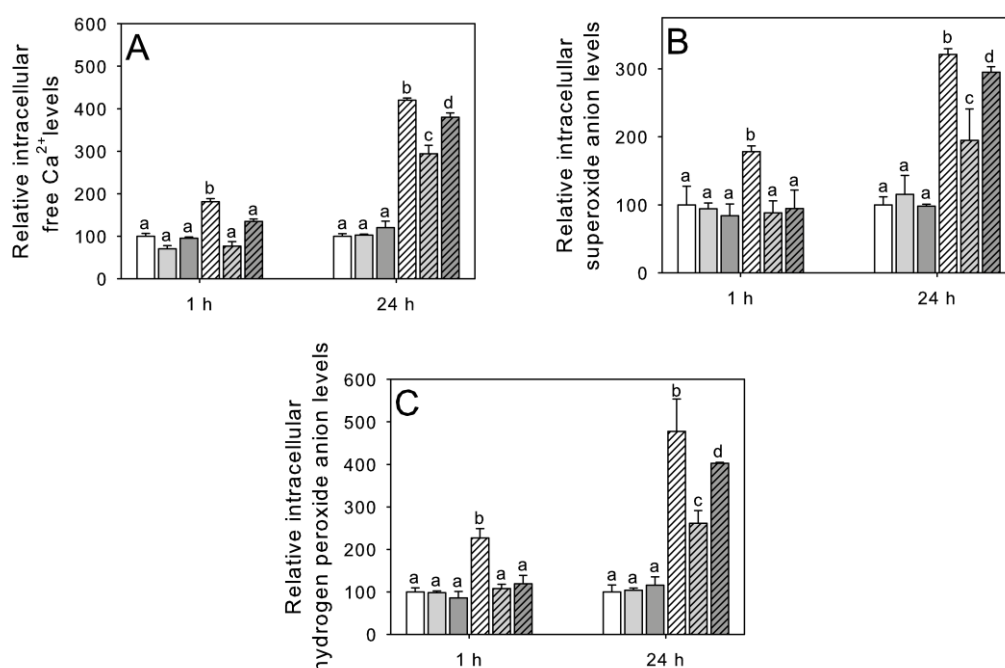 A
Relative intracellular
free Ca2+levels
600
500
400
300
200
100
0
a
a
a
b
a
a
a
a
a
b
c
d
1 h
24 h
B
Relative intracelullar
superoxide anion levels
300
200
100
0
a
a
a
b
a
a
a
a
a
b
c
d
1 h
24 h
C
Relative intracellular
hydrogen peroxide anion levels
600
500
400
300
200
100
0
a
a
a
b
a
a
a
a
a
b
c
d
1 h
24 h